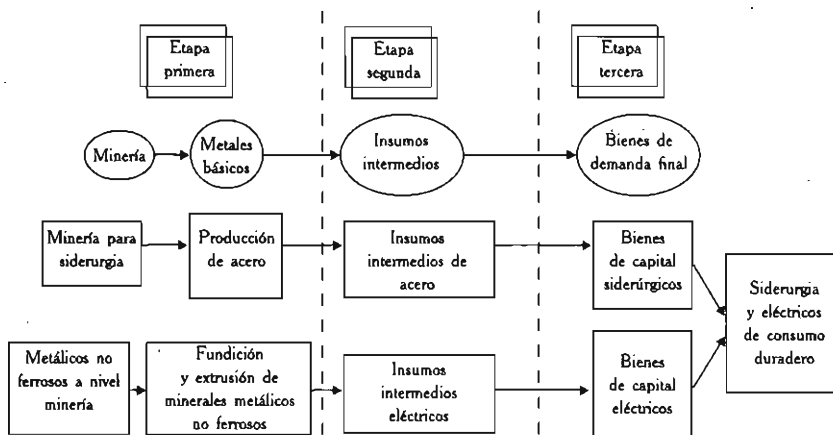 Etapa
primera
Etapa
segunda
Etapa
tercera
Minería
Metales
básicos
Insumos
intermedios
Bienes de
demanda final
Minería para
siderurgia
Producción
de acero
Insumos
intermedios de
acero
Bienes
de capital
siderúrgicos
Siderurgia
y eléctricos
de consumo
duradero
Metálicos no
ferrosos a nivel
minería
Fundición
y extrusión de
minerales metálicos
no ferrosos
Insumos
intermedios
eléctricos
Bienes
de capital
eléctricos